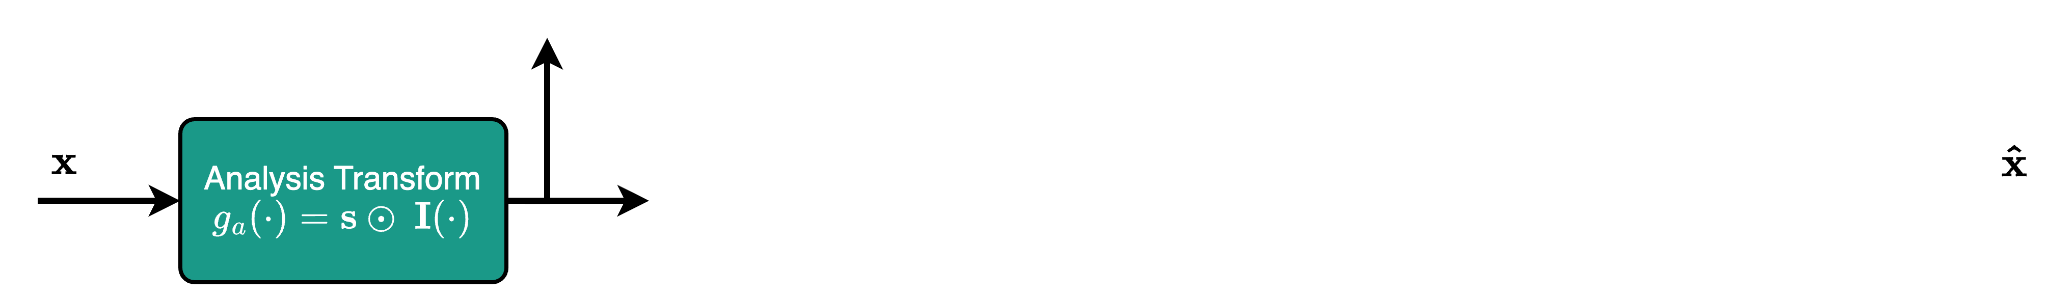 x
Analysis Transform
g_a(·) = s ⊙ I(·)
x̂